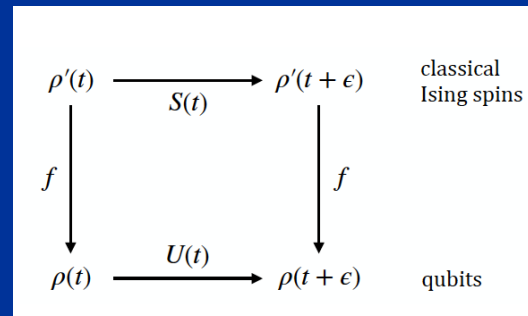 ρ′(t) ρ′(t + ϵ) classical
Ising spins
S(t)
f f
U(t)
ρ(t) ρ(t + ϵ) qubits